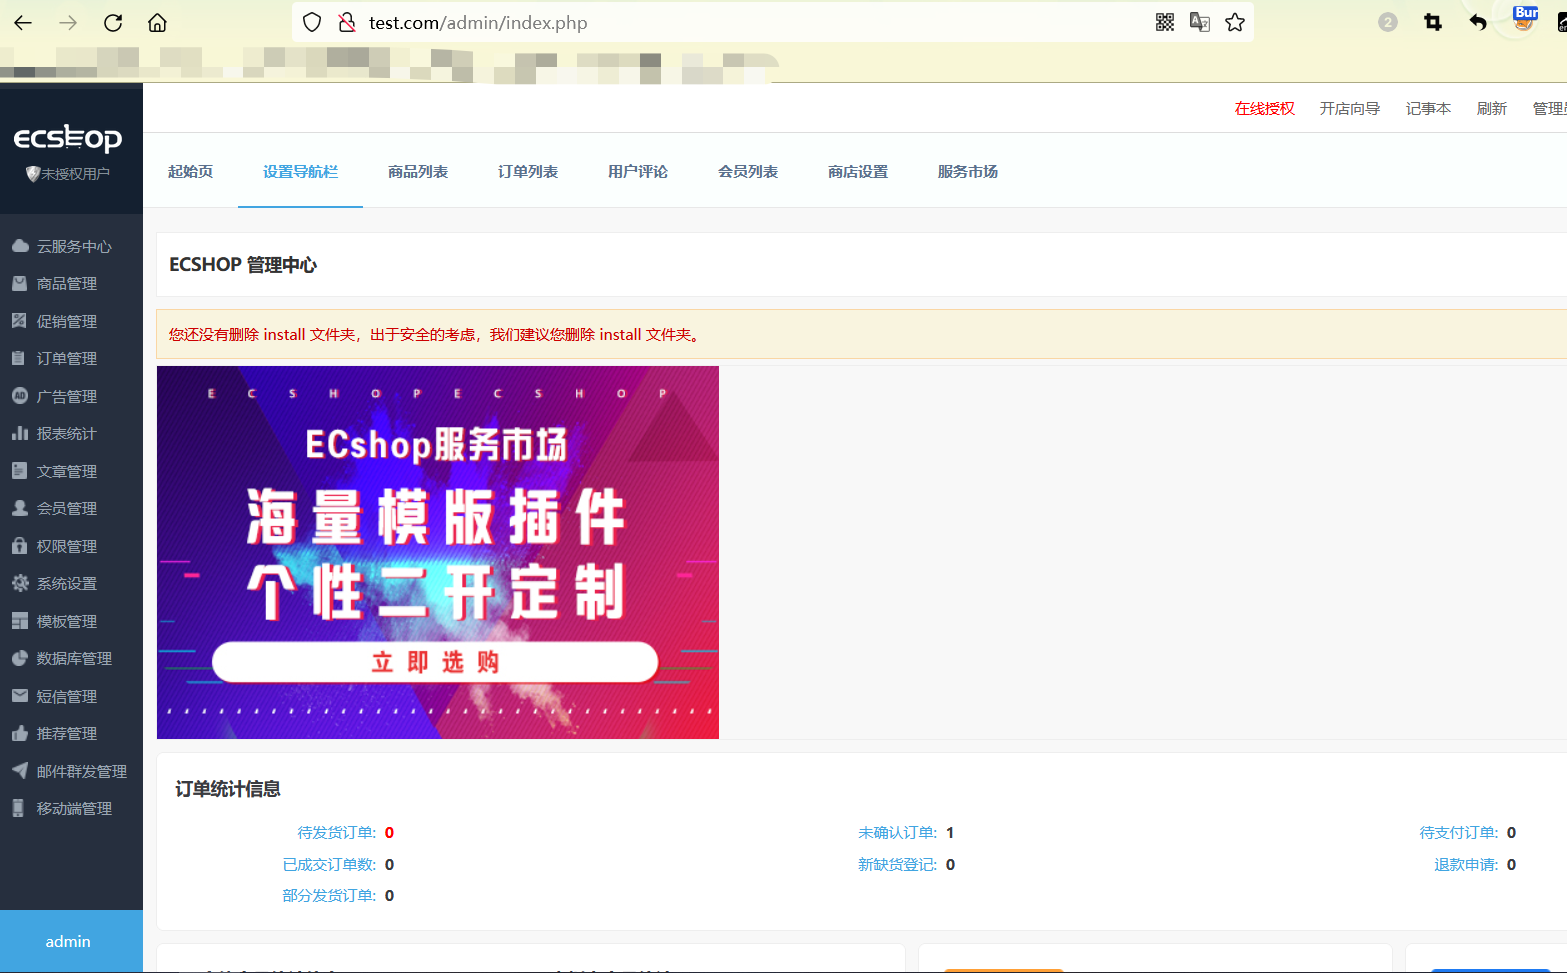 test.com/admin/index.php
2
Bur
在线授权 开店向导 记事本 刷新
ecshop
未授权用户
起始页 设置导航栏 商品列表 订单列表 用户评论 会员列表 商店设置 服务市场
云服务中心
商品管理
促销管理
订单管理
AD 广告管理
报表统计
文章管理
会员管理
权限管理
系统设置
模板管理
数据库管理
短信管理
推荐管理
邮件群发管理
移动端管理
admin
ECSHOP 管理中心
您还没有删除 install 文件夹，出于安全的考虑，我们建议您删除 install 文件夹。
E C S H O P E C S H O P
ECshop服务市场
海量模版插件
个性二开定制
立即选购
订单统计信息
待发货订单: 0 未确认订单: 1 待支付订单: 0
已成交订单数: 0 新缺货登记: 0 退款申请: 0
部分发货订单: 0